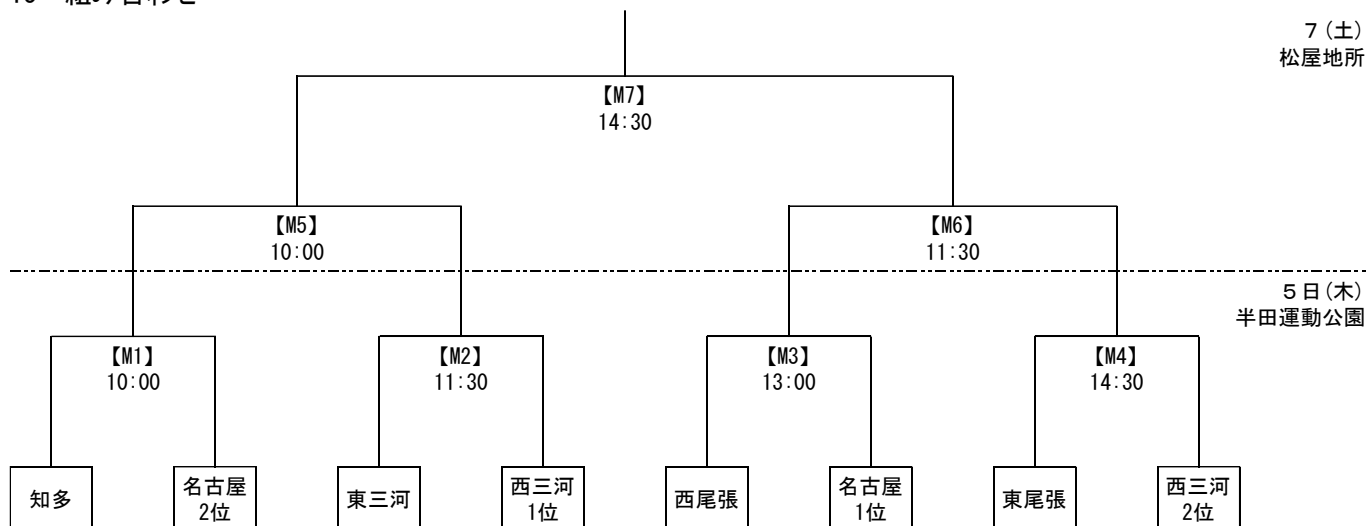 ７(土)
松屋地所
【M7】
14:30
【M5】
10:00
【M6】
11:30
５日(木)
半田運動公園
【M1】
10:00
【M2】
11:30
【M3】
13:00
【M4】
14:30
知多
名古屋
2位
東三河
西三河
1位
西尾張
名古屋
1位
東尾張
西三河
2位